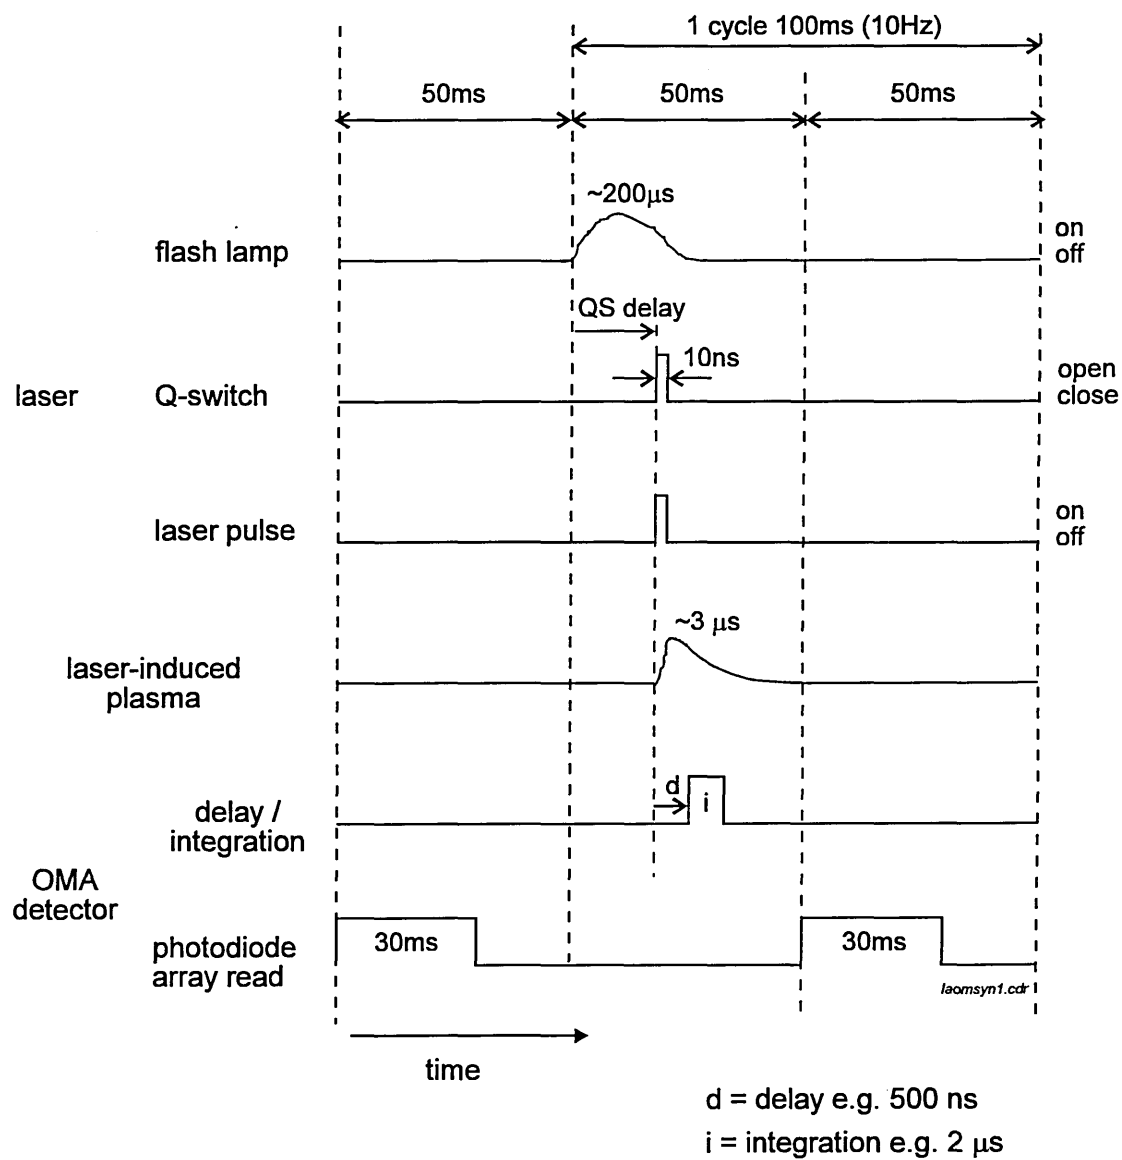 1 cycle 100ms (10Hz)
50ms
50ms
50ms
~200μs
flash lamp
on
off
QS delay
10ns
laser
Q-switch
open
close
laser pulse
on
off
~3 μs
laser-induced
plasma
d
i
delay /
integration
OMA
detector
30ms
30ms
photodiode
array read
laomsyn1.cdr
time
d = delay e.g. 500 ns
i = integration e.g. 2 μs